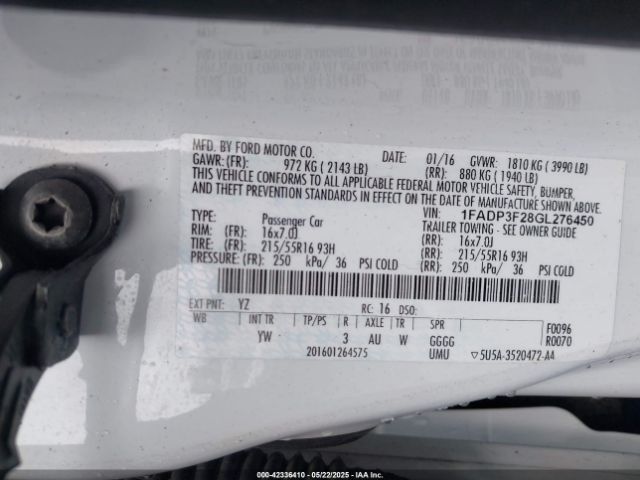 MFD. BY FORD MOTOR CO. DATE: 01/16 GVWR: 1810 KG ( 3990 LB)
GAWR:(FR): 972 KG ( 2143 LB) (RR): 880 KG ( 1940 LB)
THIS VEHICLE CONFORMS TO ALL APPLICABLE FEDERAL MOTOR VEHICLE SAFETY, BUMPER,
AND THEFT PREVENTION STANDARDS IN EFFECT ON THE DATE OF MANUFACTURE SHOWN ABOVE.
VIN: 1FADP3F28GL276450
TYPE: Passenger Car TRAILER TOWING - SEE OWNER GUIDE
RIM: (FR): 16x7.0J (RR): 16x7.0J
TIRE: (FR): 215/55R16 93H (RR): 215/55R16 93H
PRESSURE: (FR): 250 kPa/ 36 PSI COLD (RR): 250 kPa/ 36 PSI COLD
EXT PNT: YZ RC: 16 DSO:
WB INT TR TP/PS R AXLE TR SPR F0096
YW 3 AU W GGGG R0070
201601264575 UMU ▽5U5A-3520472-AA
000-42336410 - 05/22/2025 - IAAI.COM